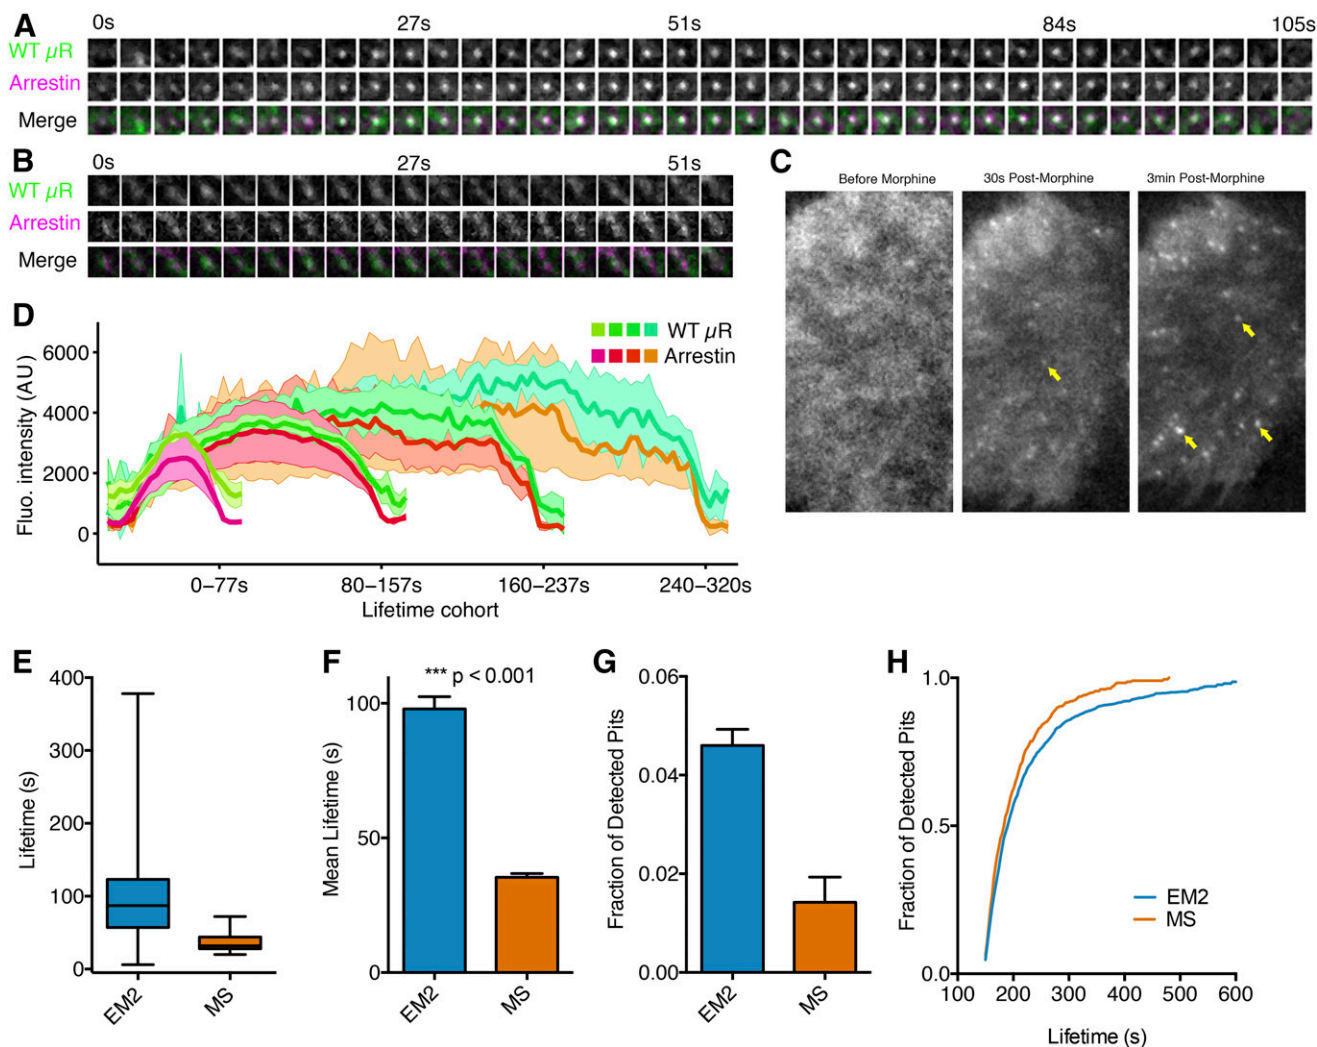 A
0s 27s 51s 84s 105s
WT µR
Arrestin
Merge
B
0s 27s 51s
WT µR
Arrestin
Merge
C
Before Morphine 30s Post-Morphine 3min Post-Morphine
D
Fluo. intensity (AU)
6000
4000
2000
0
WT µR
Arrestin
0–77s 80–157s 160–237s 240–320s
Lifetime cohort
E
Lifetime (s)
400
300
200
100
0
EM2 MS
F
*** p < 0.001
Mean Lifetime (s)
100
50
0
EM2 MS
G
Fraction of Detected Pits
0.06
0.04
0.02
0.00
EM2 MS
H
Fraction of Detected Pits
1.0
0.5
0.0
EM2
MS
100 200 300 400 500 600
Lifetime (s)